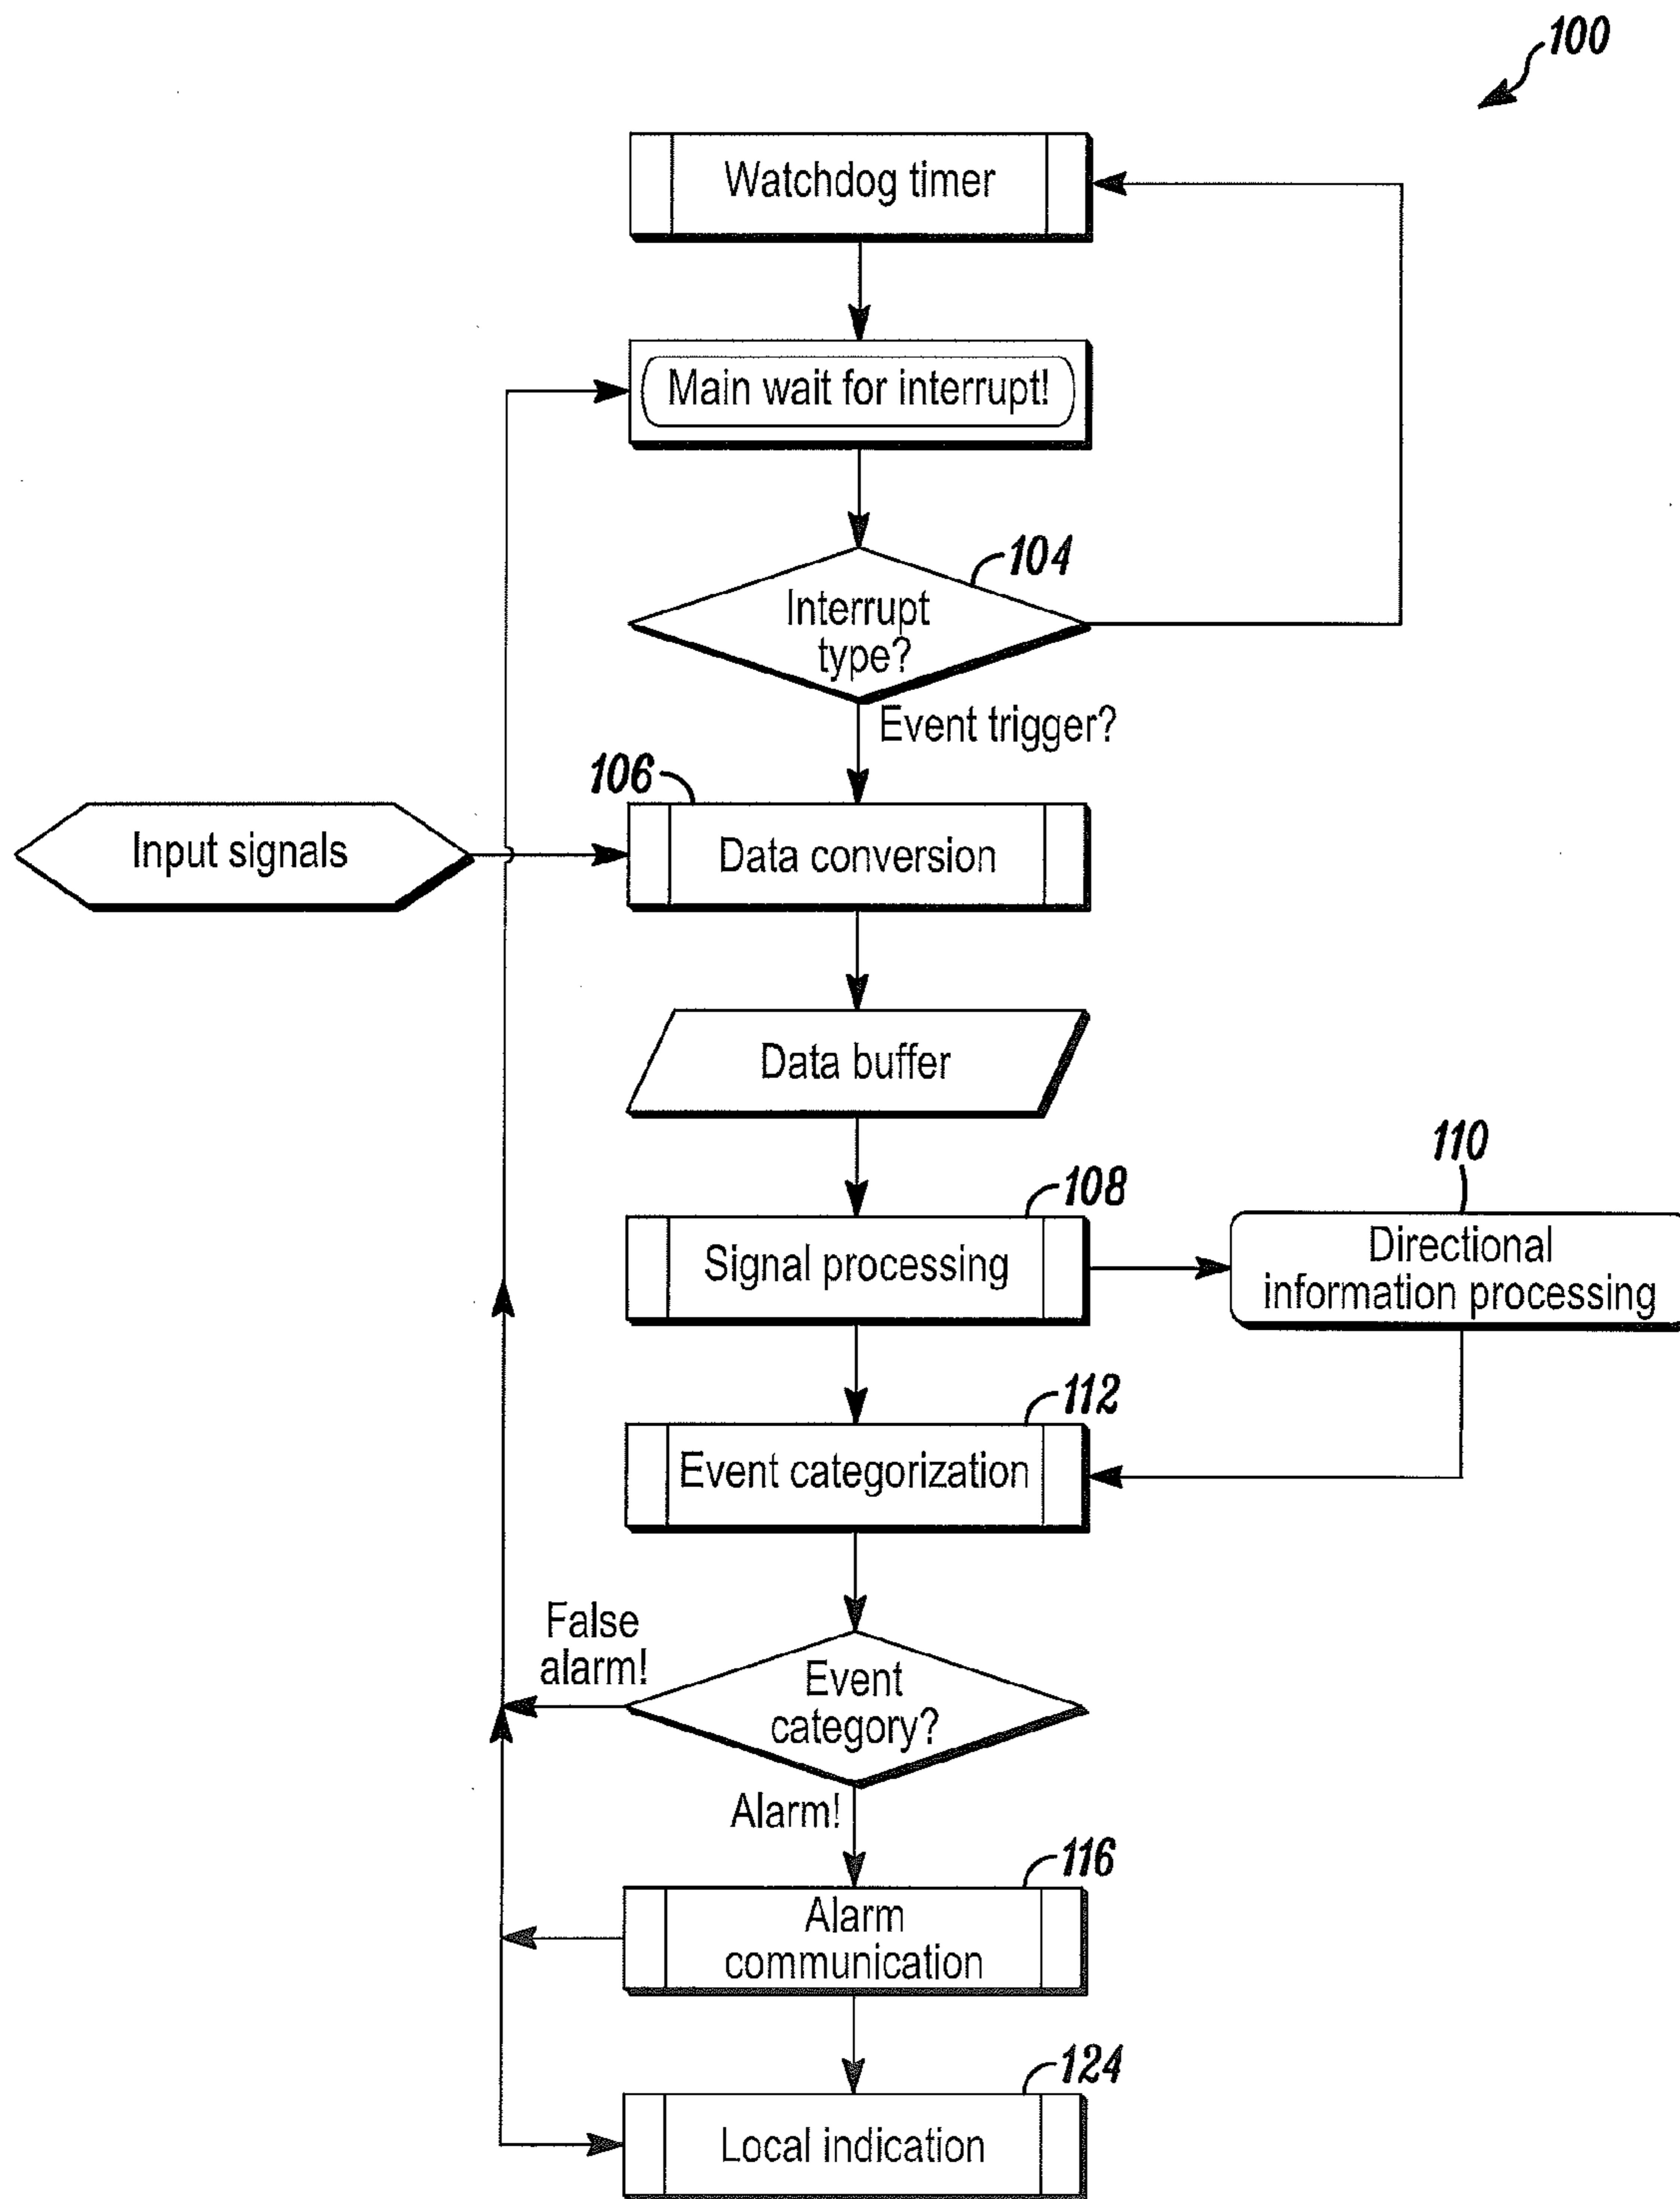 100
Watchdog timer
Main wait for interrupt!
104
Interrupt
type?
Event trigger?
106
Input signals
Data conversion
Data buffer
108
Signal processing
110
Directional
information processing
112
Event categorization
False
alarm!
Event
category?
Alarm!
116
Alarm
communication
124
Local indication